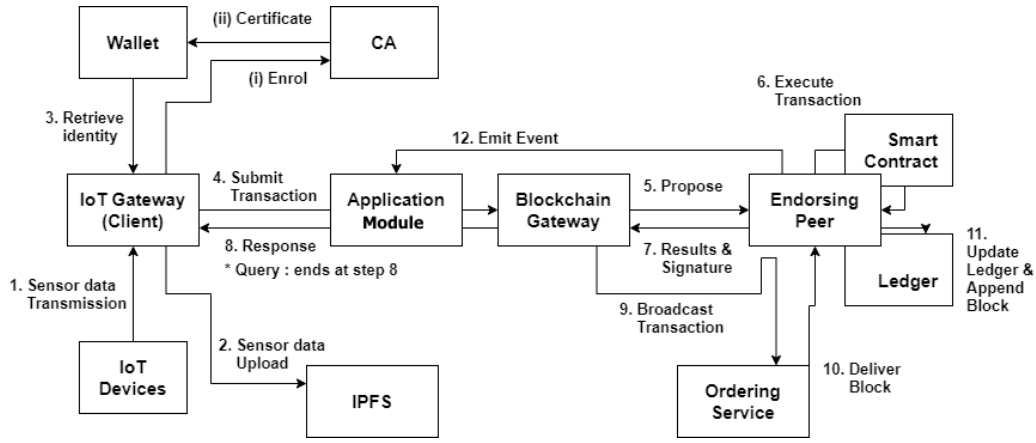 (ii) Certificate
Wallet
CA
(i) Enrol
6. Execute
Transaction
3. Retrieve
identity
12. Emit Event
Smart
Contract
4. Submit
Transaction
IoT Gateway
(Client)
Application
Module
Blockchain
Gateway
5. Propose
Endorsing
Peer
8. Response
* Query : ends at step 8
7. Results &
Signature
11.
Update
Ledger &
Append
Block
Ledger
1. Sensor data
Transmission
9. Broadcast
Transaction
2. Sensor data
Upload
IoT
Devices
IPFS
Ordering
Service
10. Deliver
Block